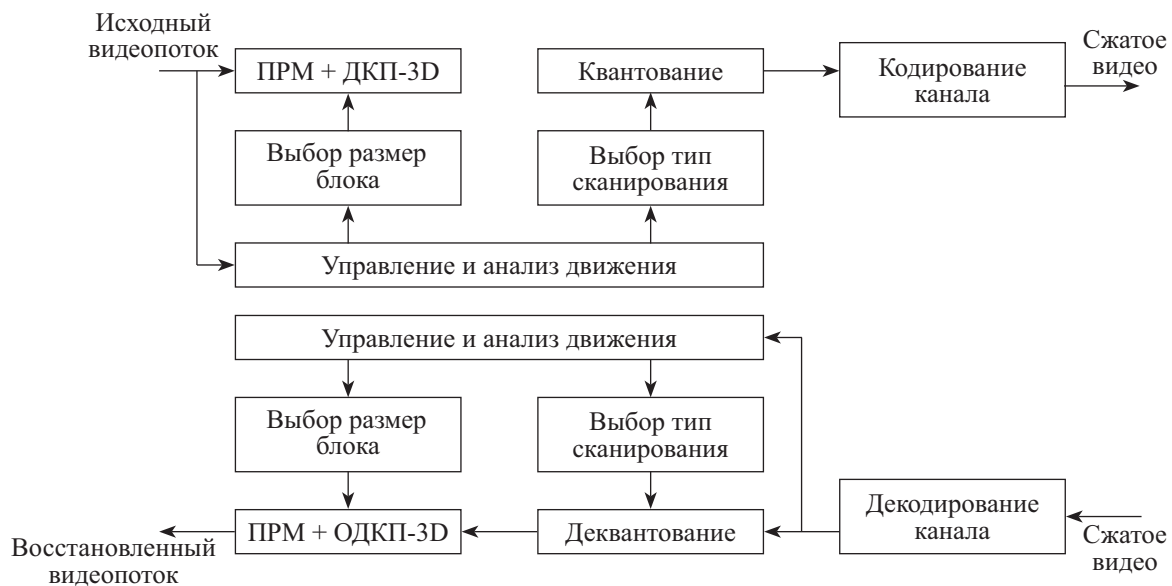 Исходный
видеопоток
ПРМ + ДКП-3D
Квантование
Кодирование
канала
Сжатое
видео
Выбор размер
блока
Выбор тип
сканирования
Управление и анализ движения
Управление и анализ движения
Выбор размер
блока
Выбор тип
сканирования
Восстановленный
видеопоток
ПРМ + ОДКП-3D
Деквантование
Декодирование
канала
Сжатое
видео